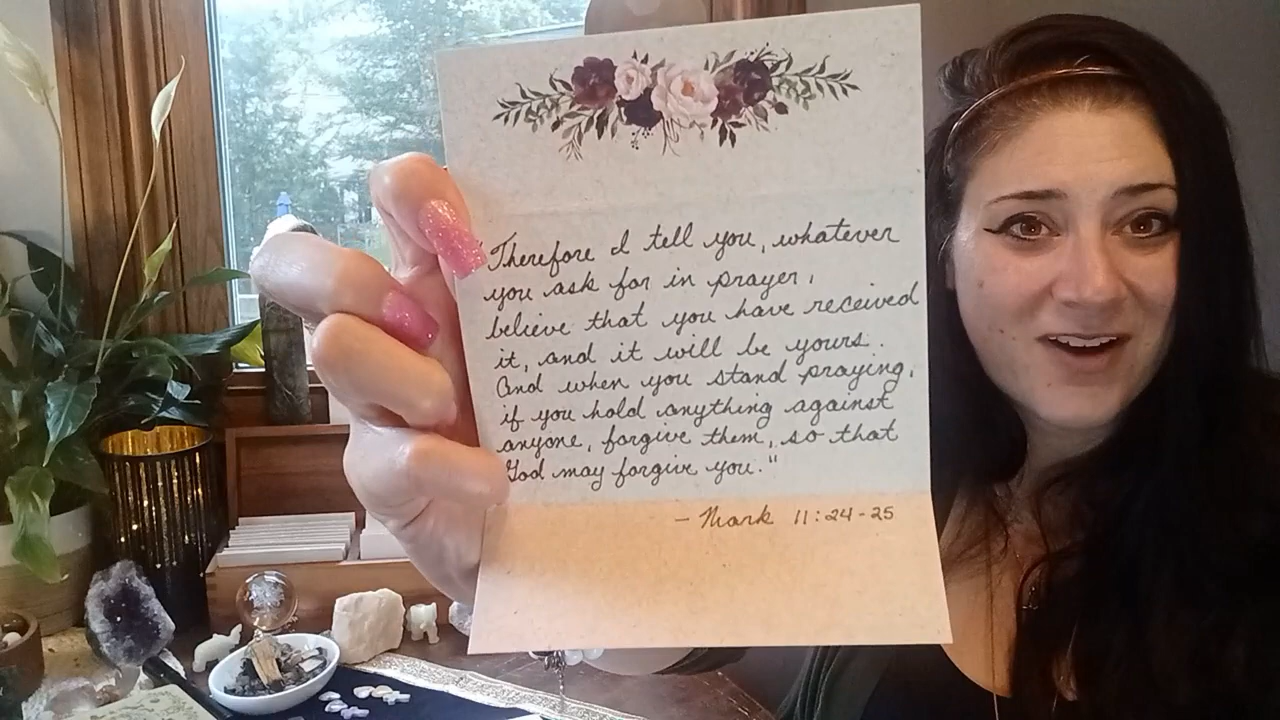 "Therefore I tell you, whatever
you ask for in prayer,
believe that you have received
it, and it will be yours.
And when you stand praying,
if you hold anything against
anyone, forgive them, so that
God may forgive you."
- Mark 11:24-25